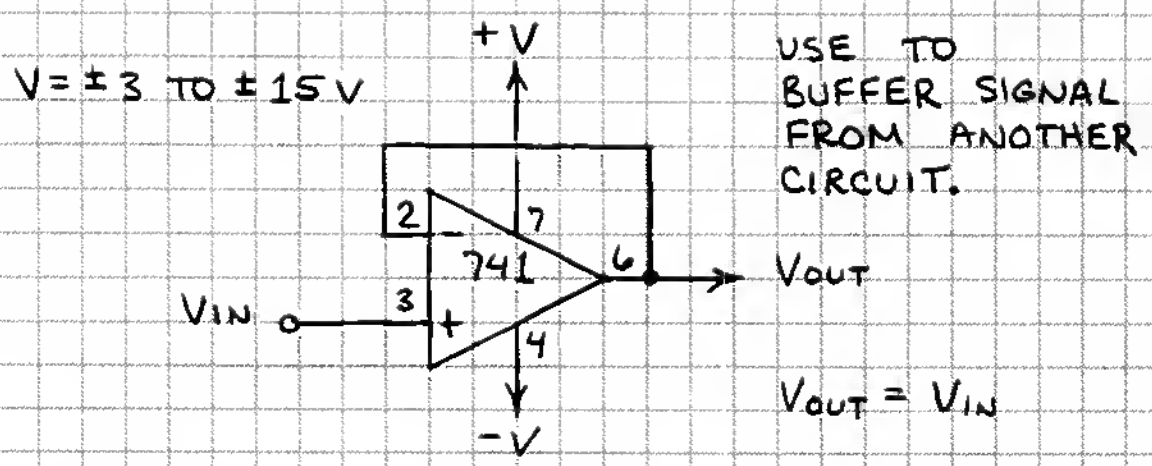 +V
V = ± 3 TO ± 15 V
USE TO
BUFFER SIGNAL
FROM ANOTHER
CIRCUIT.
2
-
7
741
6
VOUT
VIN
3
+
4
VOUT = VIN
-V